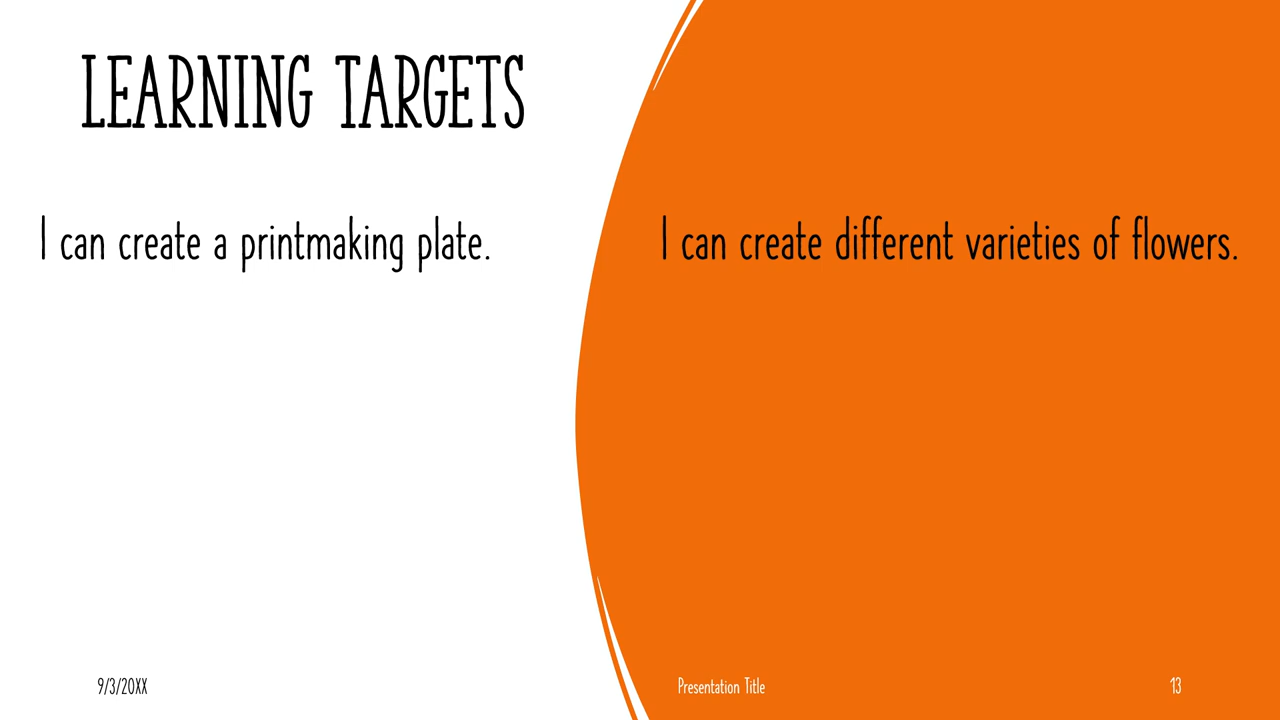 LEARNING TARGETS
I can create a printmaking plate.
I can create different varieties of flowers.
9/3/20XX
Presentation Title
13